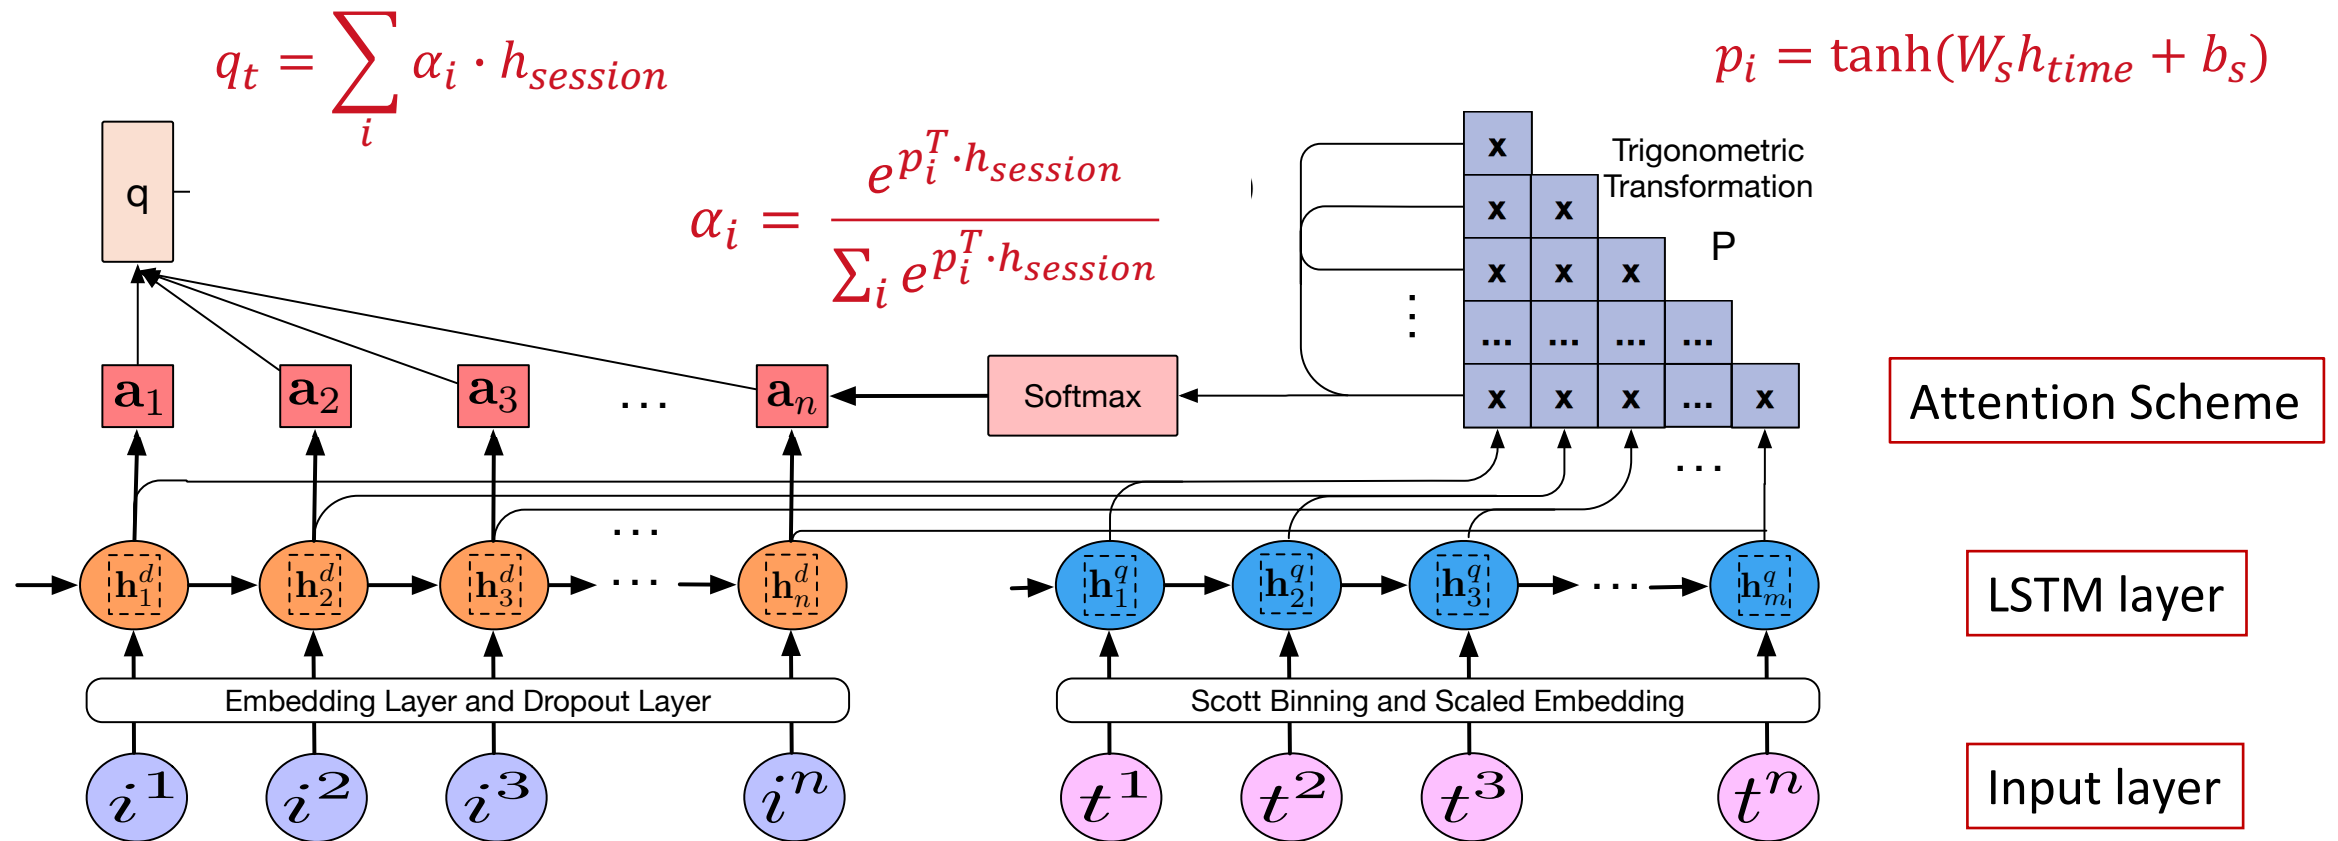 q_t = ∑_i α_i · h_session
p_i = tanh(W_s h_time + b_s)
α_i = e^{p_i^T · h_session} / ∑_i e^{p_i^T · h_session}
q
Trigonometric
Transformation
P
x
x x
x x x
... ... ... ...
x x x ... x
a_1 a_2 a_3 ... a_n
Softmax
Attention Scheme
...
...
h_1^d h_2^d h_3^d ... h_n^d
h_1^q h_2^q h_3^q ... h_m^q
LSTM layer
Embedding Layer and Dropout Layer
Scott Binning and Scaled Embedding
i^1 i^2 i^3 i^n
t^1 t^2 t^3 t^n
Input layer